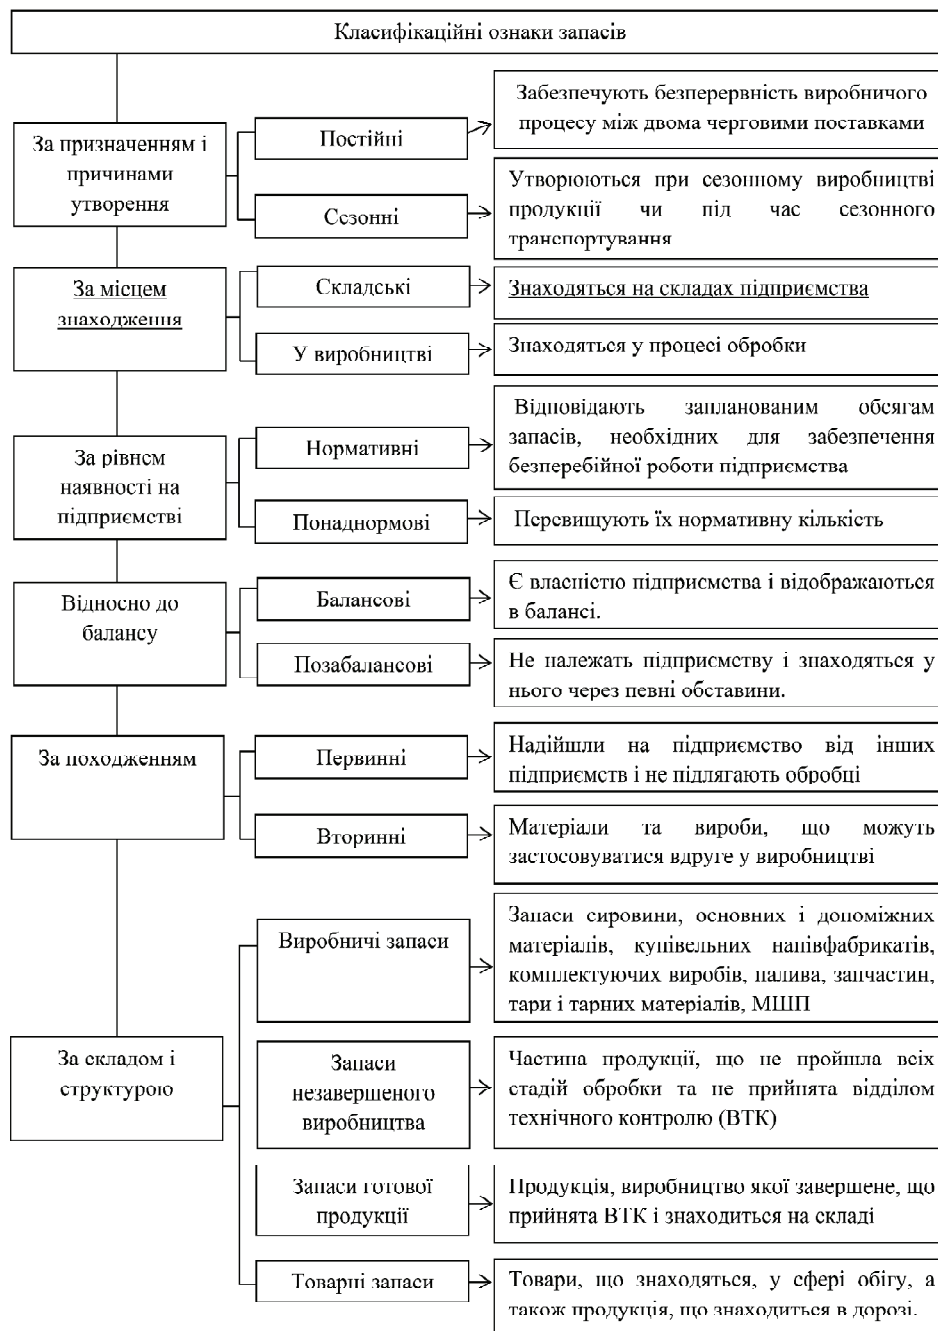 Класифікаційні ознаки запасів
За призначенням і
причинами
утворення
Постійні
Забезпечують безперервність виробничого
процесу між двома черговими поставками
Сезонні
Утворюються при сезонному виробництві
продукції чи під час сезонного
транспортування
За місцем
знаходження
Складські
Знаходяться на складах підприємства
У виробництві
Знаходяться у процесі обробки
За рівнем
наявності на
підприємстві
Нормативні
Відповідають запланованим обсягам
запасів, необхідних для забезпечення
безперебійної роботи підприємства
Понаднормові
Перевищують їх нормативну кількість
Відносно до
балансу
Балансові
Є власністю підприємства і відображаються
в балансі.
Позабалансові
Не належать підприємству і знаходяться у
нього через певні обставини.
За походженням
Первинні
Надійшли на підприємство від інших
підприємств і не підлягають обробці
Вторинні
Матеріали та вироби, що можуть
застосовуватися вдруге у виробництві
За складом і
структурою
Виробничі запаси
Запаси сировини, основних і допоміжних
матеріалів, купівельних напівфабрикатів,
комплектуючих виробів, палива, запчастин,
тари і тарних матеріалів, МШП
Запаси
незавершеного
виробництва
Частина продукції, що не пройшла всіх
стадій обробки та не прийнята відділом
технічного контролю (ВТК)
Запаси готової
продукції
Продукція, виробництво якої завершене, що
прийнята ВТК і знаходиться на складі
Товарні запаси
Товари, що знаходяться, у сфері обігу, а
також продукція, що знаходиться в дорозі.